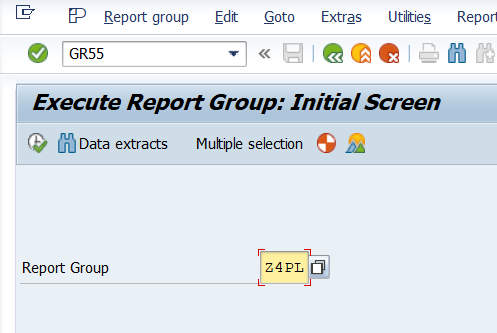 Report group Edit Goto Extras Utilities Report
GR55
Execute Report Group: Initial Screen
Data extracts Multiple selection
Report Group Z4PL